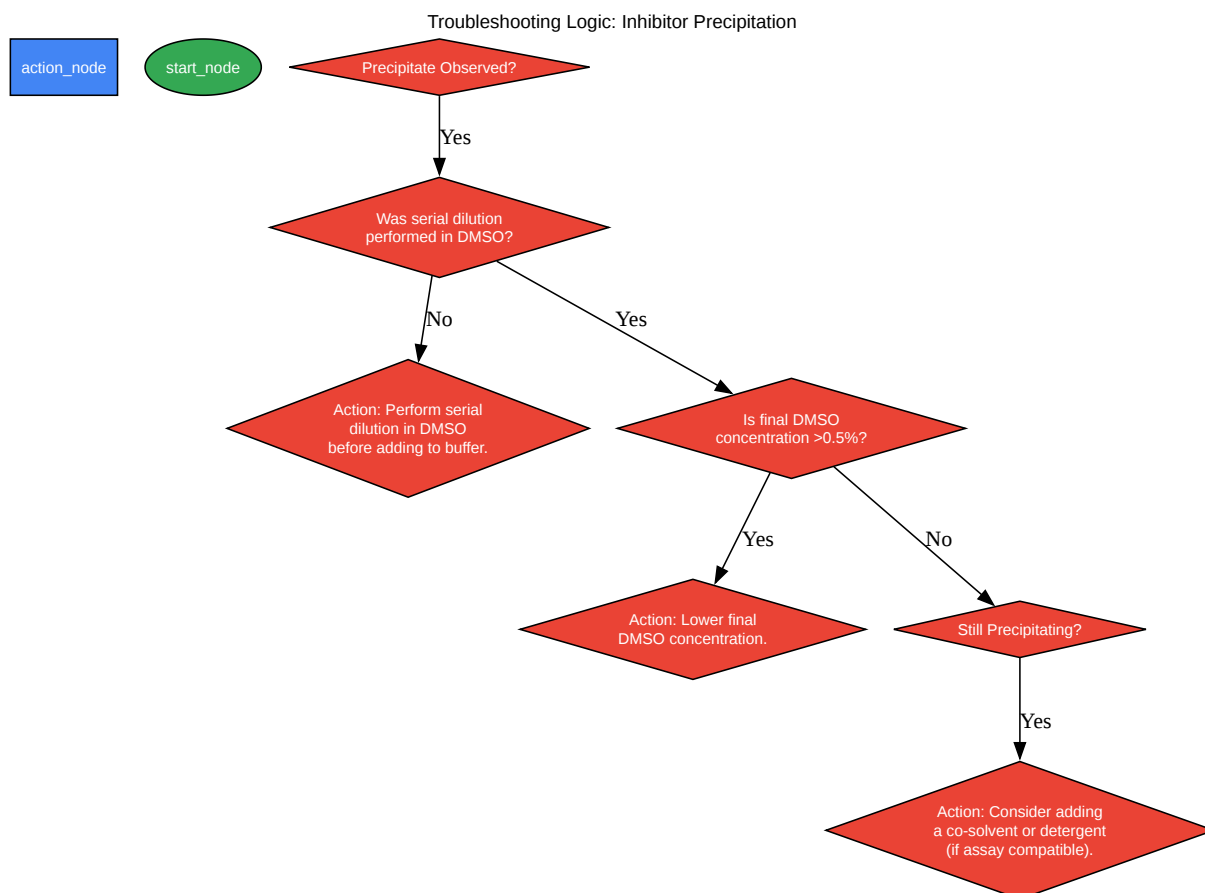 Troubleshooting Logic: Inhibitor Precipitation
action_node
start_node
Precipitate Observed?
Yes
Was serial dilution
performed in DMSO?
No
Yes
Action: Perform serial
dilution in DMSO
before adding to buffer.
Is final DMSO
concentration >0.5%?
Yes
No
Action: Lower final
DMSO concentration.
Still Precipitating?
Yes
Action: Consider adding
a co-solvent or detergent
(if assay compatible).